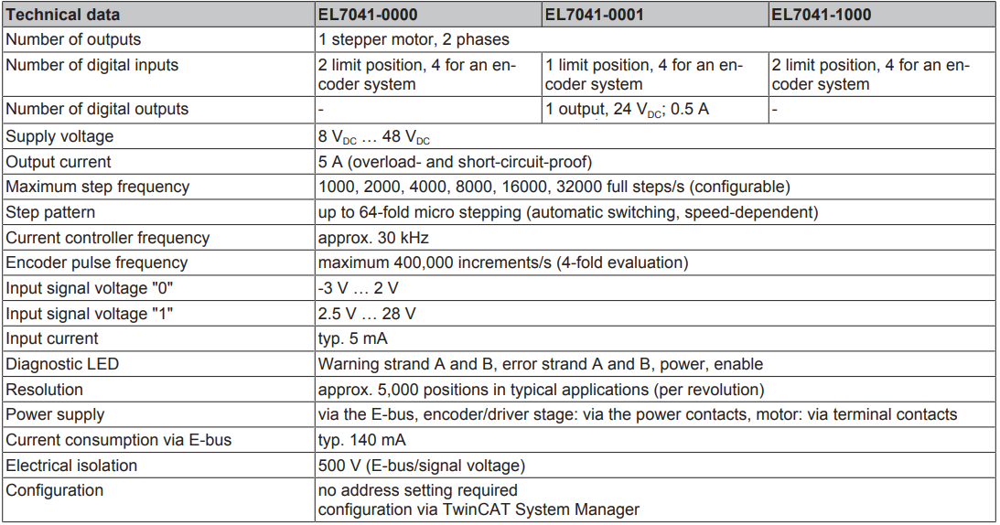 Technical data EL7041-0000 EL7041-0001 EL7041-1000
Number of outputs 1 stepper motor, 2 phases
Number of digital inputs 2 limit position, 4 for an en- 1 limit position, 4 for an en- 2 limit position, 4 for an en-
coder system coder system coder system
Number of digital outputs - 1 output, 24 VDC; 0.5 A -
Supply voltage 8 VDC … 48 VDC
Output current 5 A (overload- and short-circuit-proof)
Maximum step frequency 1000, 2000, 4000, 8000, 16000, 32000 full steps/s (configurable)
Step pattern up to 64-fold micro stepping (automatic switching, speed-dependent)
Current controller frequency approx. 30 kHz
Encoder pulse frequency maximum 400,000 increments/s (4-fold evaluation)
Input signal voltage "0" -3 V … 2 V
Input signal voltage "1" 2.5 V … 28 V
Input current typ. 5 mA
Diagnostic LED Warning strand A and B, error strand A and B, power, enable
Resolution approx. 5,000 positions in typical applications (per revolution)
Power supply via the E-bus, encoder/driver stage: via the power contacts, motor: via terminal contacts
Current consumption via E-bus typ. 140 mA
Electrical isolation 500 V (E-bus/signal voltage)
Configuration no address setting required
configuration via TwinCAT System Manager